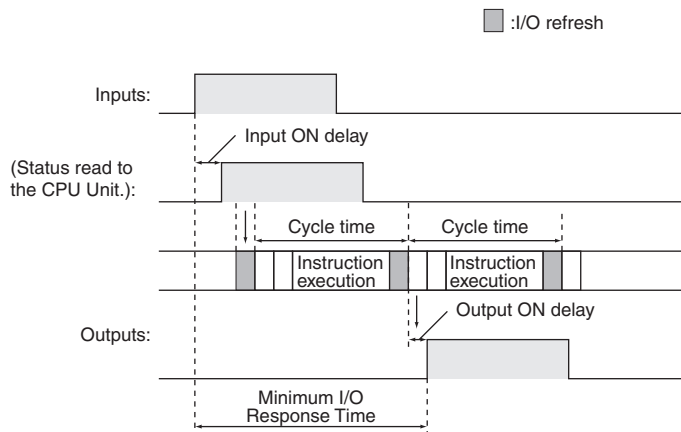 :I/O refresh
Inputs:
Input ON delay
(Status read to
the CPU Unit.):
Cycle time
Cycle time
Instruction
execution
Instruction
execution
Output ON delay
Outputs:
Minimum I/O
Response Time